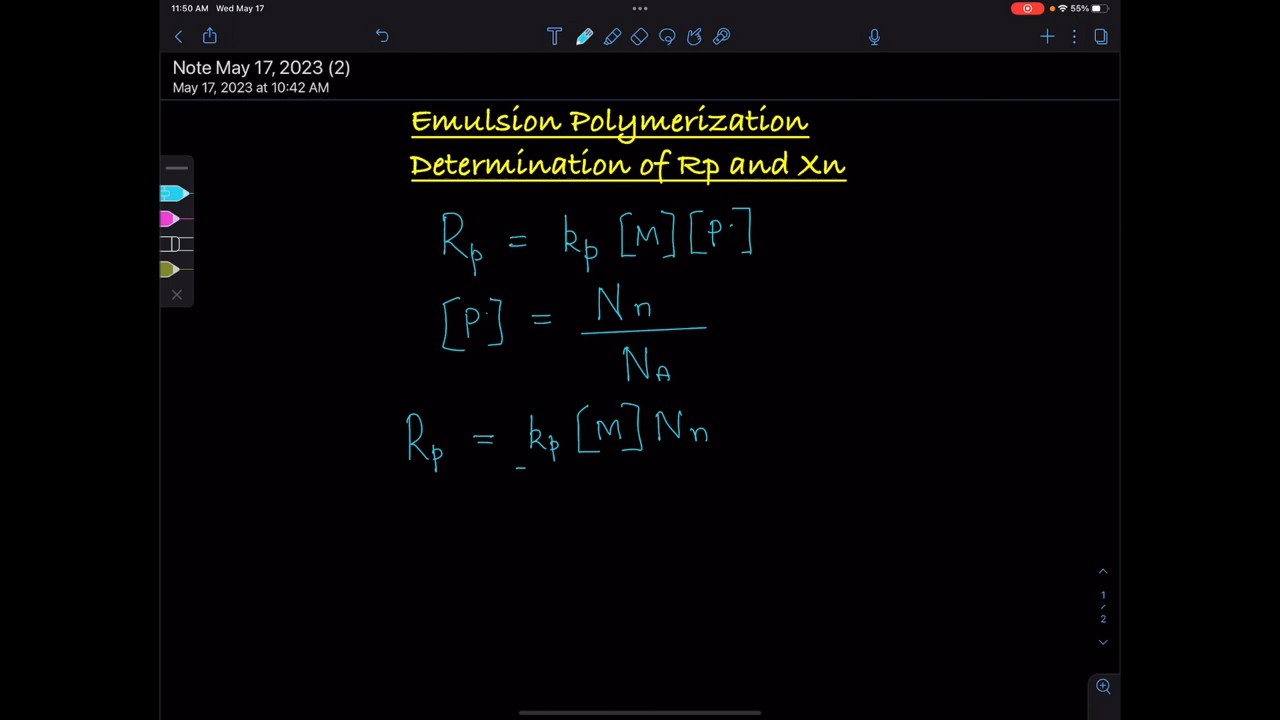 11:50 AM Wed May 17
55%
T
Note May 17, 2023 (2)
May 17, 2023 at 10:42 AM
Emulsion Polymerization
Determination of Rp and Xn
Rp = kp [M][P·]
[P·] = Nn / NA
Rp = kp [M] Nn
1
/
2